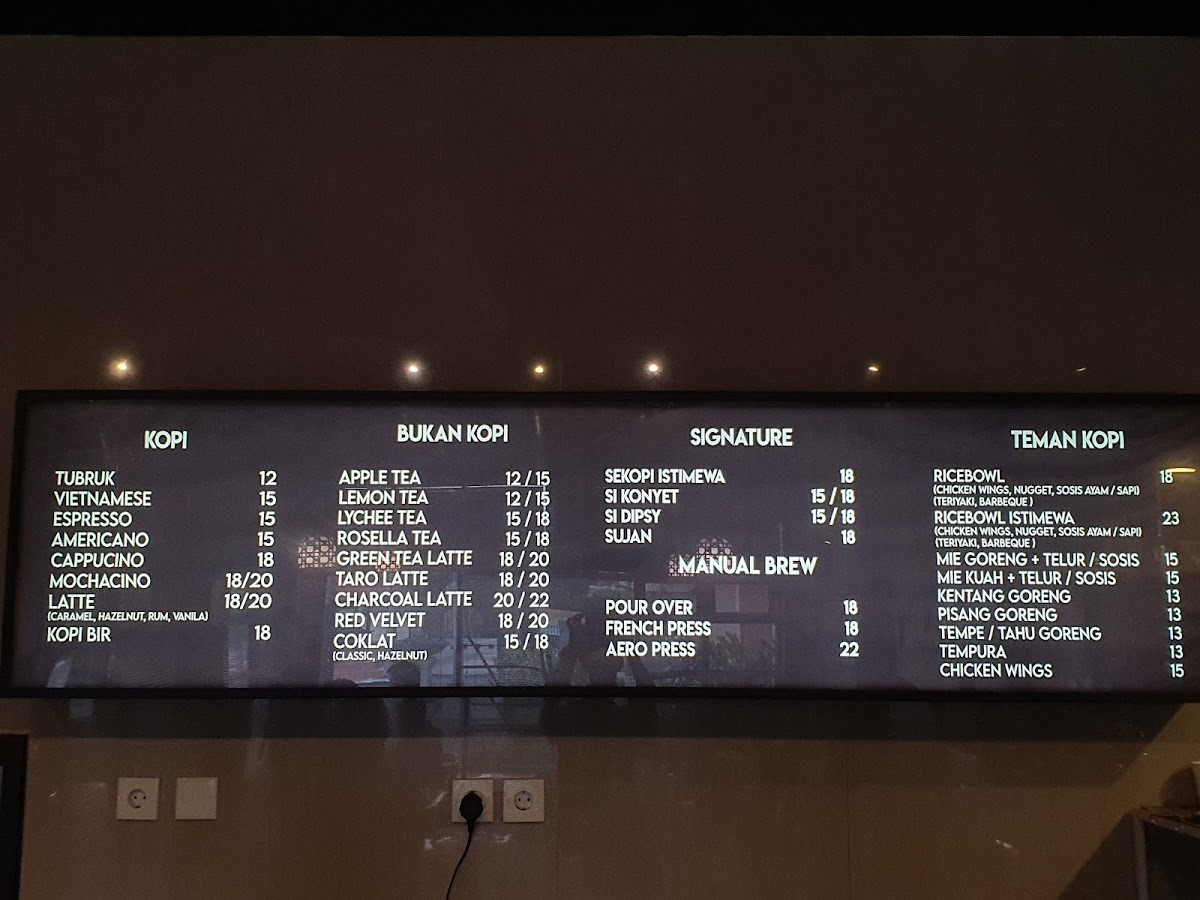 KOPI
TUBRUK 12
VIETNAMESE 15
ESPRESSO 15
AMERICANO 15
CAPPUCINO 18
MOCHACINO 18/20
LATTE 18/20
(CARAMEL, HAZELNUT, RUM, VANILA)
KOPI BIR 18
BUKAN KOPI
APPLE TEA 12 / 15
LEMON TEA 12 / 15
LYCHEE TEA 15 / 18
ROSELLA TEA 15 / 18
GREEN TEA LATTE 18 / 20
TARO LATTE 18 / 20
CHARCOAL LATTE 20 / 22
RED VELVET 18 / 20
COKLAT 15 / 18
(CLASSIC, HAZELNUT)
SIGNATURE
SEKOPI ISTIMEWA 18
SI KONYET 15 / 18
SI DIPSY 15 / 18
SUJAN 18
MANUAL BREW
POUR OVER 18
FRENCH PRESS 18
AERO PRESS 22
TEMAN KOPI
RICEBOWL 18
(CHICKEN WINGS, NUGGET, SOSIS AYAM / SAPI)
(TERIYAKI, BARBEQUE )
RICEBOWL ISTIMEWA 23
(CHICKEN WINGS, NUGGET, SOSIS AYAM / SAPI)
(TERIYAKI, BARBEQUE )
MIE GORENG + TELUR / SOSIS 15
MIE KUAH + TELUR / SOSIS 15
KENTANG GORENG 13
PISANG GORENG 13
TEMPE / TAHU GORENG 13
TEMPURA 13
CHICKEN WINGS 15